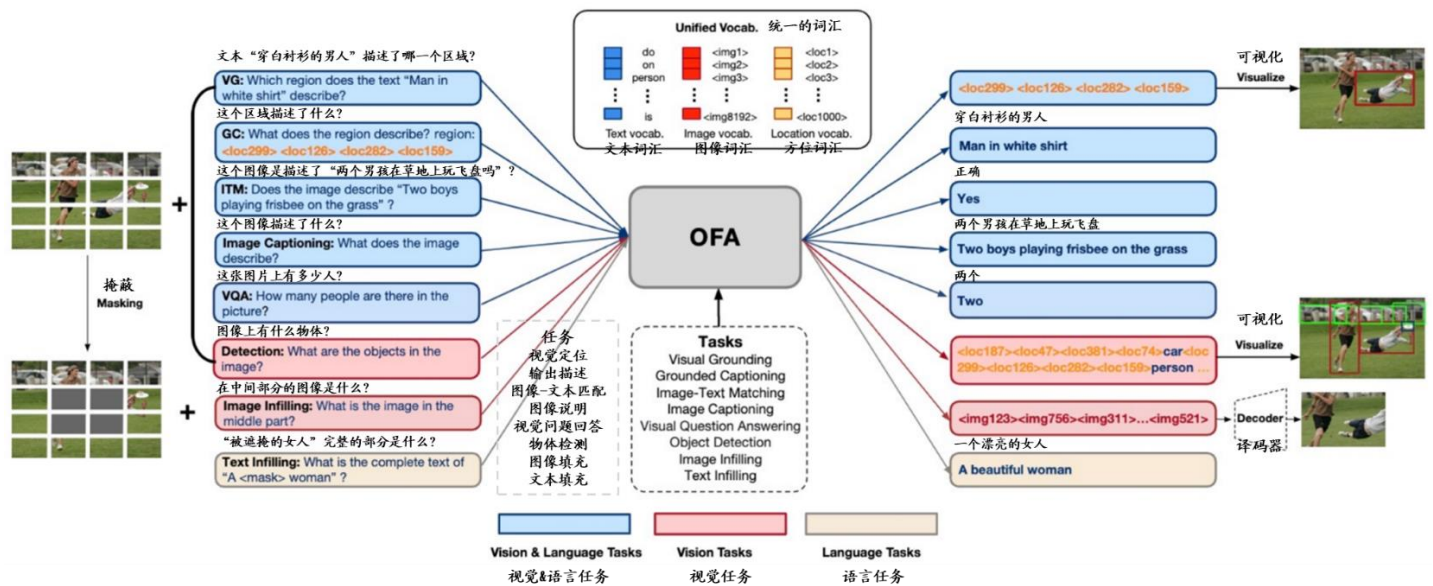 Unified Vocab. 统一的词汇
do <img1> <loc1>
on <img2> <loc2>
person <img3> <loc3>
is <img8192> <loc1000>
Text vocab. Image vocab. Location vocab.
文本词汇 图像词汇 方位词汇
文本“穿白衬衫的男人”描述了哪一个区域?
VG: Which region does the text “Man in
white shirt” describe?
这个区域描述了什么?
GC: What does the region describe? region:
<loc299> <loc126> <loc282> <loc159>
这个图像是描述了“两个男孩在草地上玩飞盘吗”?
ITM: Does the image describe “Two boys
playing frisbee on the grass” ?
这个图像描述了什么?
Image Captioning: What does the image
describe?
这张图片上有多少人?
VQA: How many people are there in the
picture?
图像上有什么物体?
Detection: What are the objects in the
image?
在中间部分的图像是什么?
Image Infilling: What is the image in the
middle part?
“被遮掩的女人”完整的部分是什么?
Text Infilling: What is the complete text of
“A <mask> woman” ?
+
掩蔽
Masking
+
OFA
任务
视觉定位
输出描述
图像-文本匹配
图像说明
视觉问题回答
物体检测
图像填充
文本填充
Tasks
Visual Grounding
Grounded Captioning
Image-Text Matching
Image Captioning
Visual Question Answering
Object Detection
Image Infilling
Text Infilling
<loc299> <loc126> <loc282> <loc159>
可视化
Visualize
穿白衬衫的男人
Man in white shirt
正确
Yes
两个男孩在草地上玩飞盘
Two boys playing frisbee on the grass
两个
Two
<loc187><loc47><loc381><loc74>car<loc
299><loc126><loc282><loc159>person ...
可视化
Visualize
<img123><img756><img311>...<img521>
Decoder
译码器
一个漂亮的女人
A beautiful woman
Vision & Language Tasks
视觉&语言任务
Vision Tasks
视觉任务
Language Tasks
语言任务